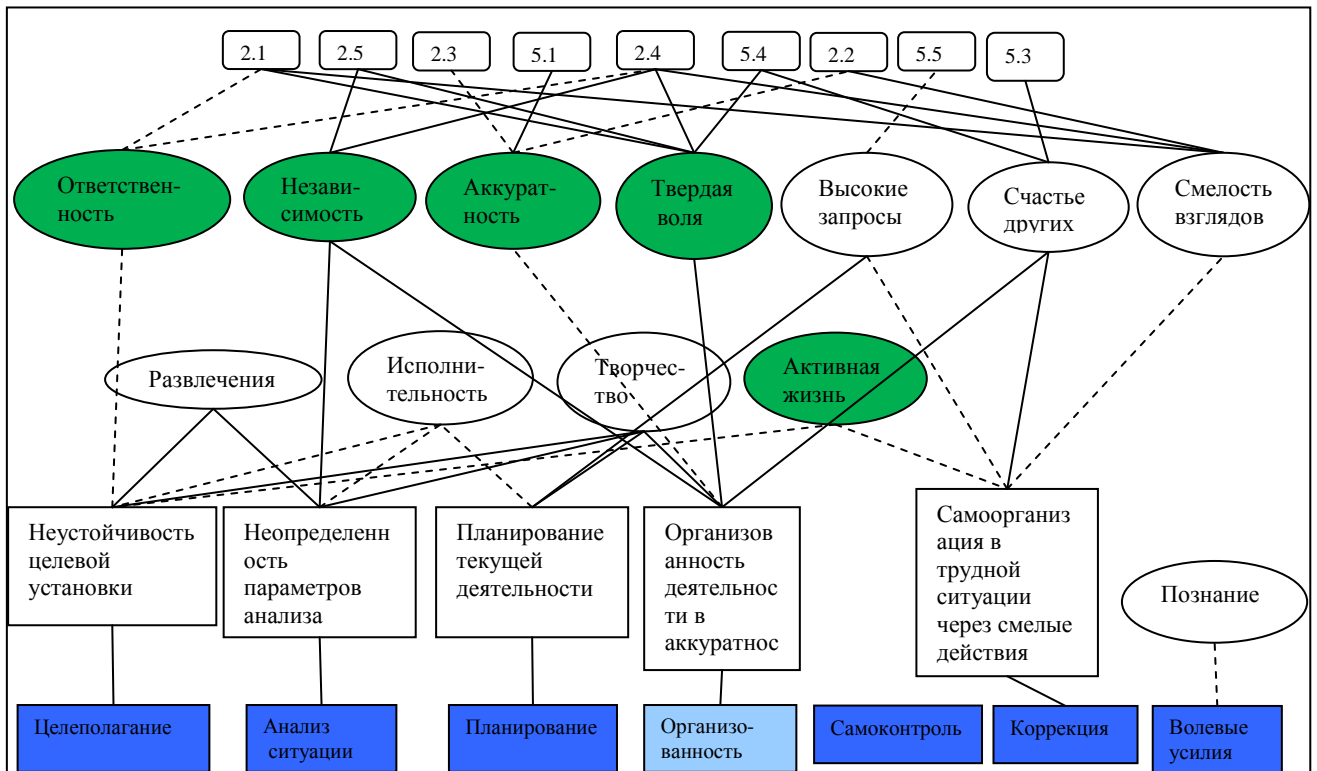 2.1
2.5
2.3
5.1
2.4
5.4
2.2
5.5
5.3
Ответствен-
ность
Незави-
симость
Аккурат-
ность
Твердая
воля
Высокие
запросы
Счастье
других
Смелость
взглядов
Развлечения
Исполни-
тельность
Творчес-
тво
Активная
жизнь
Неустойчивость
целевой
установки
Неопределенн
ость
параметров
анализа
Планирование
текущей
деятельности
Организов
анность
деятельнос
ти в
аккуратнос
Самоорганиз
ация в
трудной
ситуации
через смелые
действия
Познание
Целеполагание
Анализ
ситуации
Планирование
Организо-
ванность
Самоконтроль
Коррекция
Волевые
усилия